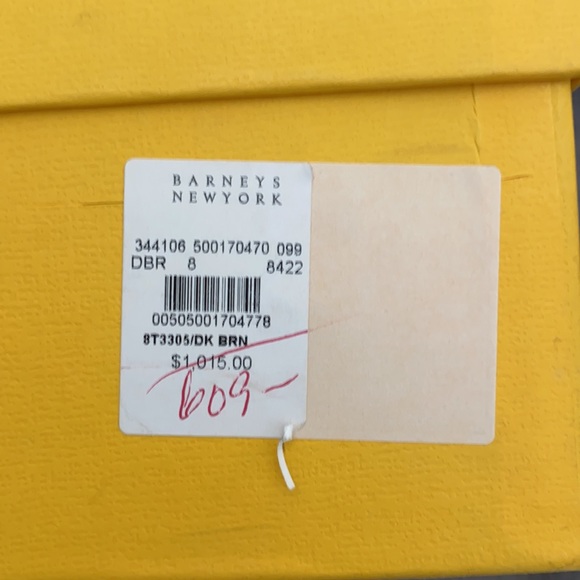 BARNEYS
NEWYORK
344106 500170470 099
DBR 8 8422
00505001704778
8T3305/DK BRN
$1,015.00
609-